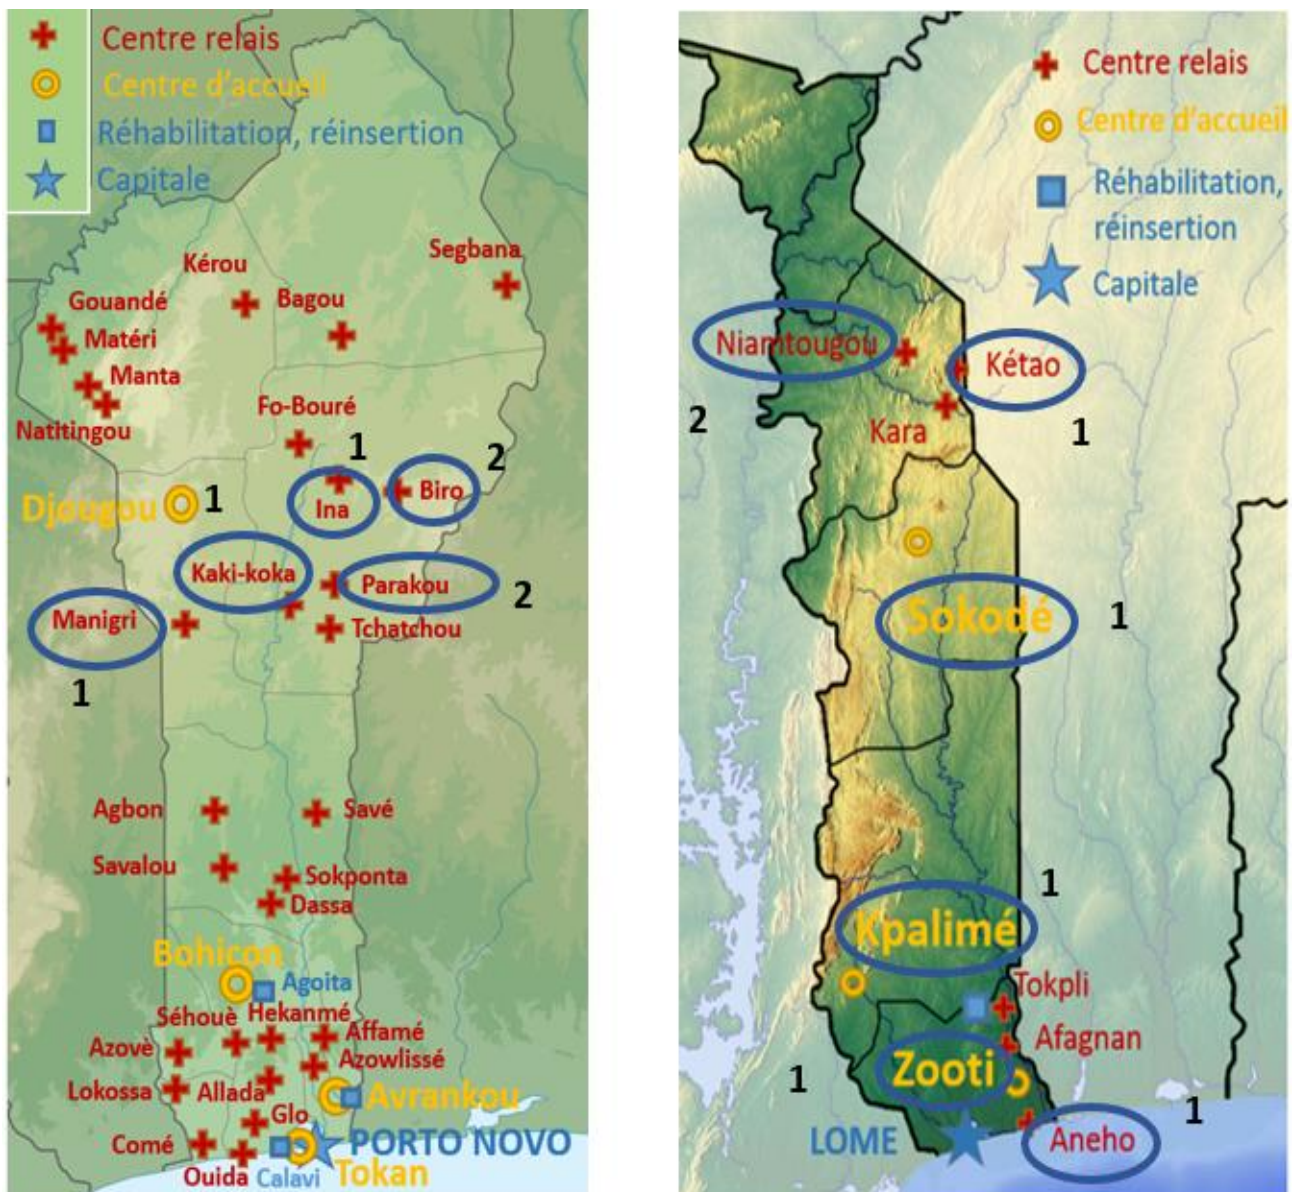 Centre relais
Centre d'accueil
Réhabilitation, réinsertion
Capitale
Segbana
Kérou
Bagou
Gouandé
Matéri
Manta
Natitingou
Fo-Bouré
1
2
Ina
Biro
Djougou
1
Kaki-koka
Parakou
2
Manigri
Tchatchou
1
Agbon
Savé
Savalou
Sokponta
Dassa
Bohicon
Agoita
Séhouè
Hekanmé
Affamé
Azovè
Azowlissé
Lokossa
Allada
Avrankou
Glo
Comé
PORTO NOVO
Ouida
Calavi
Tokan
Centre relais
Centre d'accueil
Réhabilitation,
réinsertion
Capitale
Niamtougou
Kétao
2
Kara
1
Sokodé
1
1
Kpalimé
Tokpli
Afagnan
Zooti
1
1
LOME
Aneho